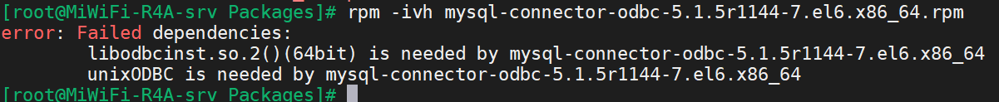 [root@MiWiFi-R4A-srv Packages]# rpm -ivh mysql-connector-odbc-5.1.5r1144-7.el6.x86_64.rpm
error: Failed dependencies:
        libodbcinst.so.2()(64bit) is needed by mysql-connector-odbc-5.1.5r1144-7.el6.x86_64
        unixODBC is needed by mysql-connector-odbc-5.1.5r1144-7.el6.x86_64
[root@MiWiFi-R4A-srv Packages]#